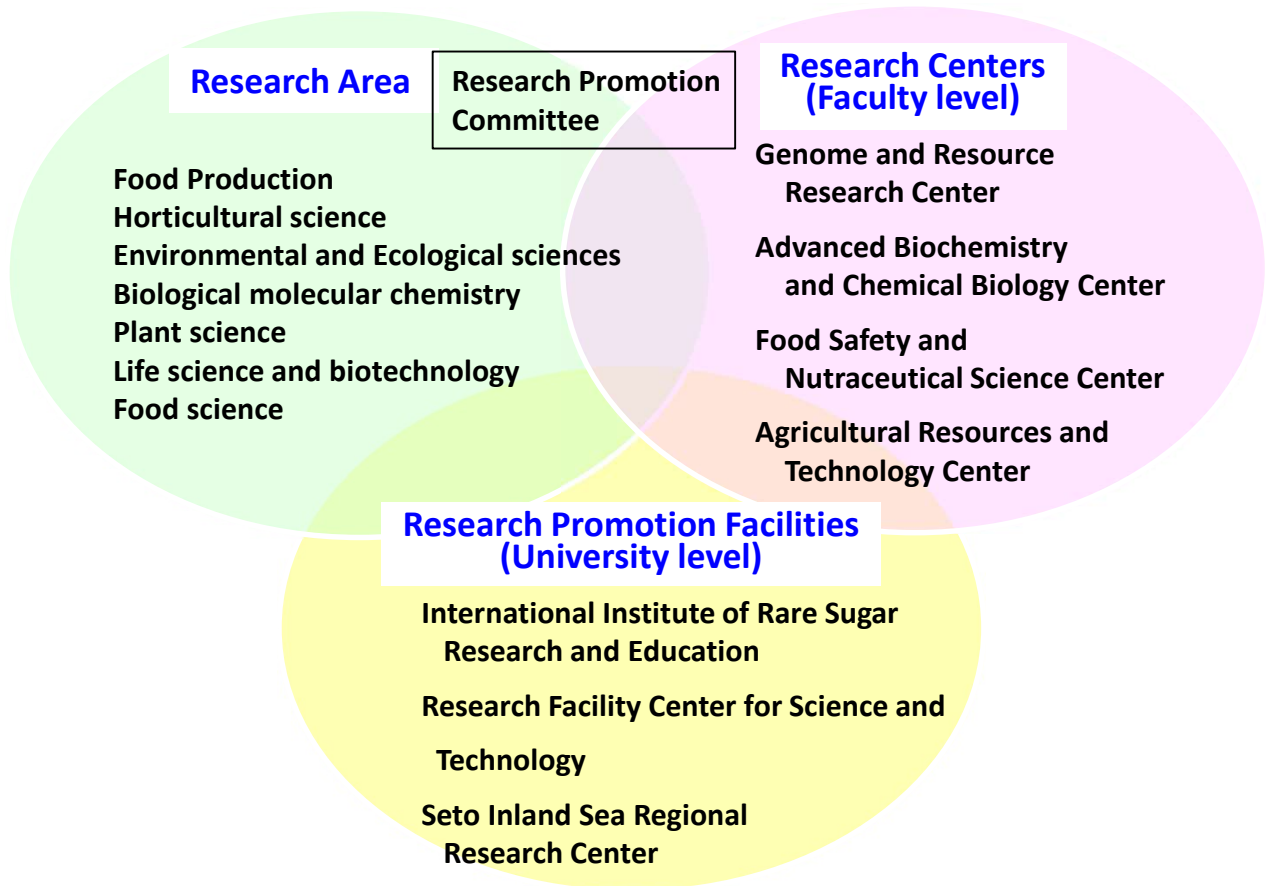 Research Area
Research Promotion
Committee
Research Centers
(Faculty level)
Food Production
Horticultural science
Environmental and Ecological sciences
Biological molecular chemistry
Plant science
Life science and biotechnology
Food science
Genome and Resource
Research Center
Advanced Biochemistry
and Chemical Biology Center
Food Safety and
Nutraceutical Science Center
Agricultural Resources and
Technology Center
Research Promotion Facilities
(University level)
International Institute of Rare Sugar
Research and Education
Research Facility Center for Science and
Technology
Seto Inland Sea Regional
Research Center